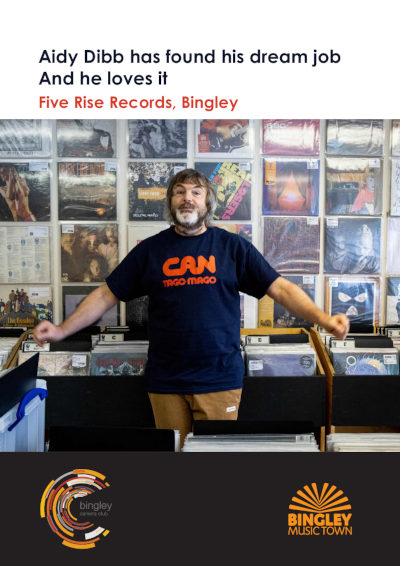 Aidy Dibb has found his dream job
And he loves it
Five Rise Records, Bingley
CAN
TAGO MAGO
bingley
camera club
BINGLEY
MUSIC TOWN